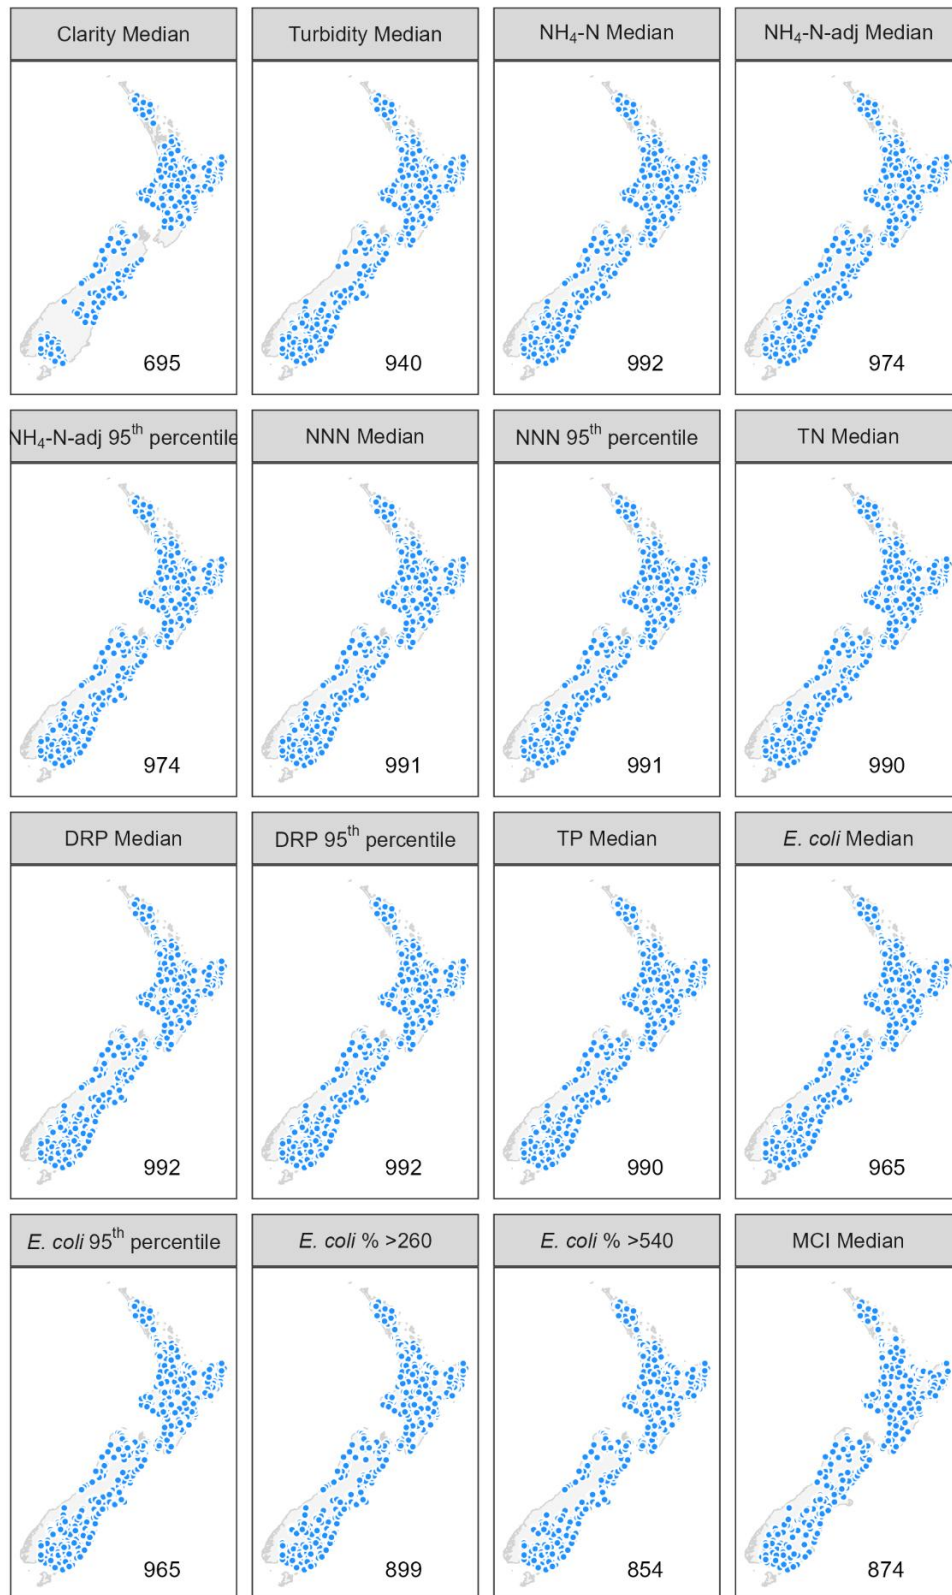 Clarity Median
Turbidity Median
NH₄-N Median
NH₄-N-adj Median
695
940
992
974
NH₄-N-adj 95th percentile
NNN Median
NNN 95th percentile
TN Median
974
991
991
990
DRP Median
DRP 95th percentile
TP Median
E. coli Median
992
992
990
965
E. coli 95th percentile
E. coli % >260
E. coli % >540
MCI Median
965
899
854
874